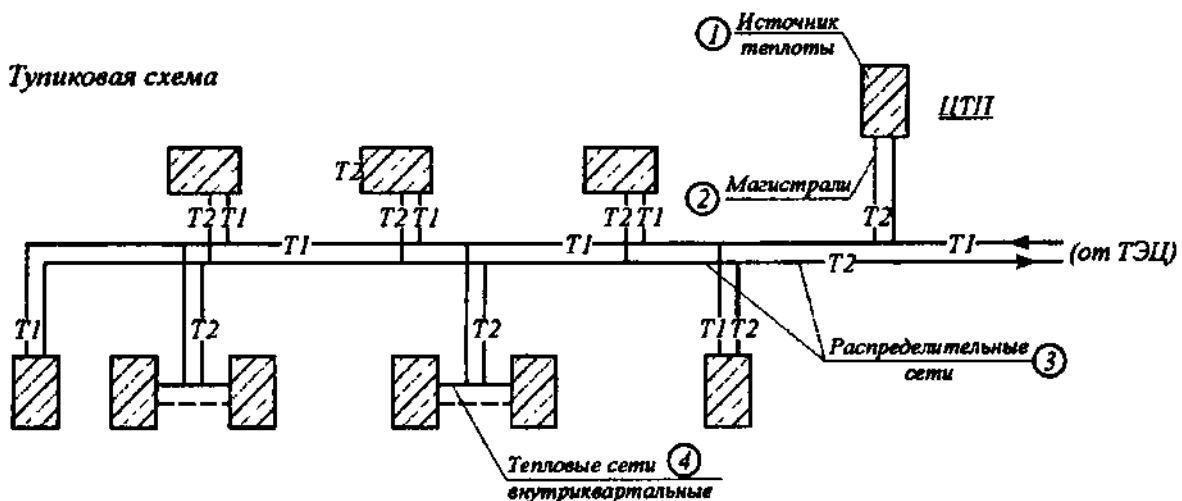 1 Источник
теплоты
Тупиковая схема
ЦТП
T2
2 Магистрали
T2 T1
T2 T1
T2 T1
T2
T1
T1
T1
(от ТЭЦ)
T2
T1
T2
T2
T1 T2
Распределительные
сети
3
Тепловые сети 4
внутриквартальные